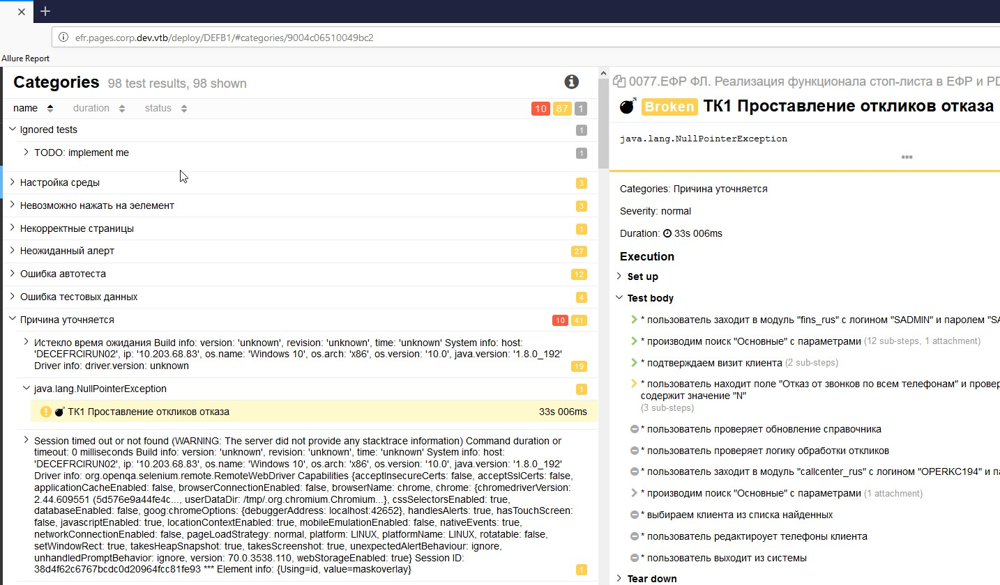 efr.pages.corp.dev.vtb/deploy/DEFB1/#categories/9004c06510049bc2
Allure Report
Categories 98 test results, 98 shown
name duration status 10 87 1
Ignored tests 1
TODO: implement me 1
Настройка среды 3
Невозможно нажать на эелемент 3
Некорректные страницы 1
Неожиданный алерт 27
Ошибка автотеста 12
Ошибка тестовых данных 4
Причина уточняется 10 41
Истекло время ожидания Build info: version: 'unknown', revision: 'unknown', time: 'unknown' System info: host:
'DECEFRCIRUN02', ip: '10.203.68.83', os.name: 'Windows 10', os.arch: 'x86', os.version: '10.0', java.version: '1.8.0_192'
Driver info: driver.version: unknown 19
java.lang.NullPointerException 1
ТК1 Проставление откликов отказа 33s 006ms
Session timed out or not found (WARNING: The server did not provide any stacktrace information) Command duration or
timeout: 0 milliseconds Build info: version: 'unknown', revision: 'unknown', time: 'unknown' System info: host:
'DECEFRCIRUN02', ip: '10.203.68.83', os.name: 'Windows 10', os.arch: 'x86', os.version: '10.0', java.version: '1.8.0_192'
Driver info: org.openqa.selenium.remote.RemoteWebDriver Capabilities {acceptInsecureCerts: false, acceptSslCerts: false,
applicationCacheEnabled: false, browserConnectionEnabled: false, browserName: chrome, chrome: {chromedriverVersion:
2.44.609551 (5d576e9a44fe4c..., userDataDir: /tmp/.org.chromium.Chromium...}, cssSelectorsEnabled: true,
databaseEnabled: false, goog:chromeOptions: {debuggerAddress: localhost:42652}, handlesAlerts: true, hasTouchScreen:
false, javascriptEnabled: true, locationContextEnabled: true, mobileEmulationEnabled: false, nativeEvents: true,
networkConnectionEnabled: false, pageLoadStrategy: normal, platform: LINUX, platformName: LINUX, rotatable: false,
setWindowRect: true, takesHeapSnapshot: true, takesScreenshot: true, unexpectedAlertBehaviour: ignore,
unhandledPromptBehavior: ignore, version: 70.0.3538.110, webStorageEnabled: true} Session ID:
38d4f62c6767bcdc0d20964fcc81fe93 *** Element info: {Using=id, value=maskoverlay} 1
0077.ЕФР ФЛ. Реализация функционала стоп-листа в ЕФР и
Broken ТК1 Проставление откликов отказа
java.lang.NullPointerException
Categories: Причина уточняется
Severity: normal
Duration: 33s 006ms
Execution
Set up
Test body
* пользователь заходит в модуль "fins_rus" с логином "SADMIN" и паролем "SA
* производим поиск "Основные" с параметрами (12 sub-steps, 1 attachment)
* подтверждаем визит клиента (2 sub-steps)
* пользователь находит поле "Отказ от звонков по всем телефонам" и провер
содержит значение "N"
(3 sub-steps)
* пользователь проверяет обновление справочника
* пользователь проверяет логику обработки откликов
* пользователь заходит в модуль "callcenter_rus" с логином "OPERKC194" и па
* производим поиск "Основные" с параметрами (1 attachment)
* выбираем клиента из списка найденных
* пользователь редактироует телефоны клиента
* пользователь выходит из системы
Tear down